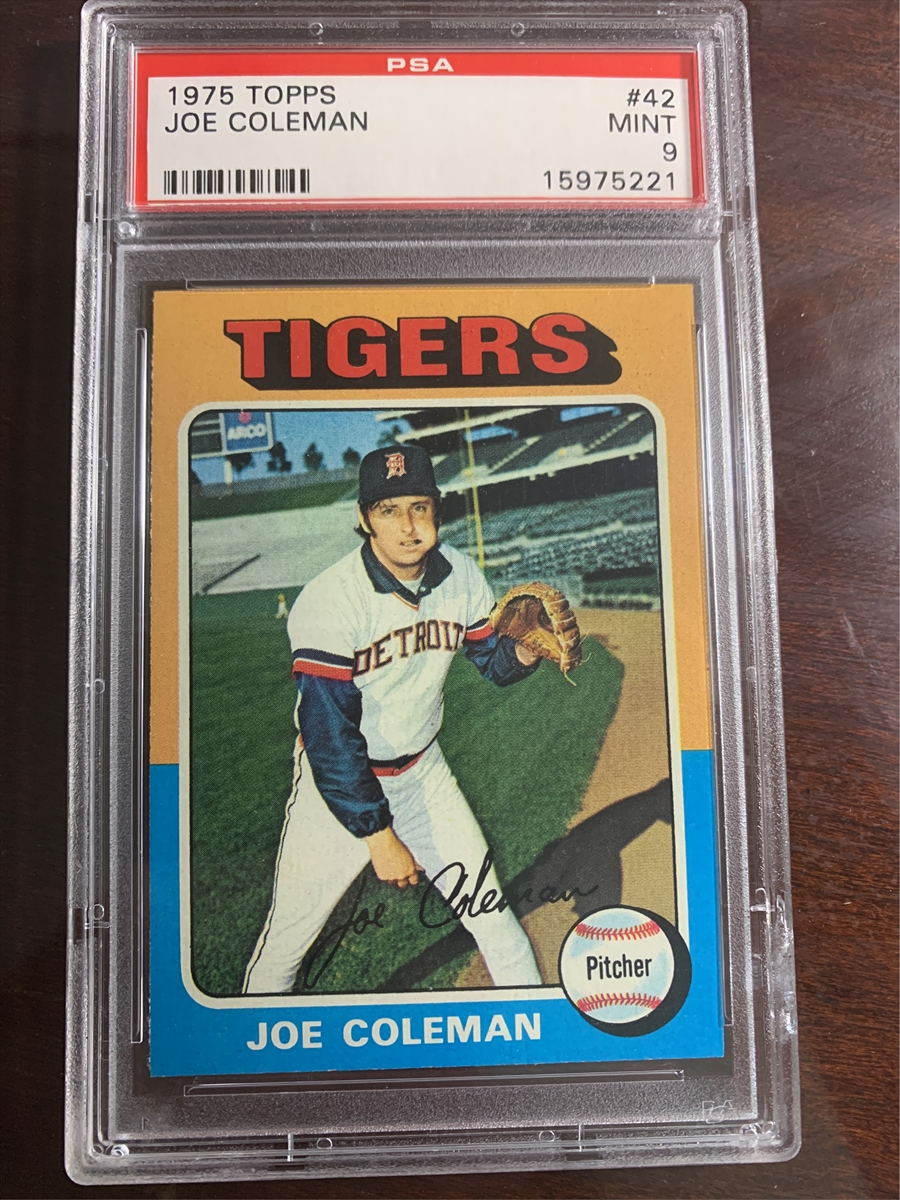 PSA
1975 TOPPS #42
JOE COLEMAN MINT
9
15975221
TIGERS
ARCO
D
DETROIT
Joe Coleman
Pitcher
JOE COLEMAN